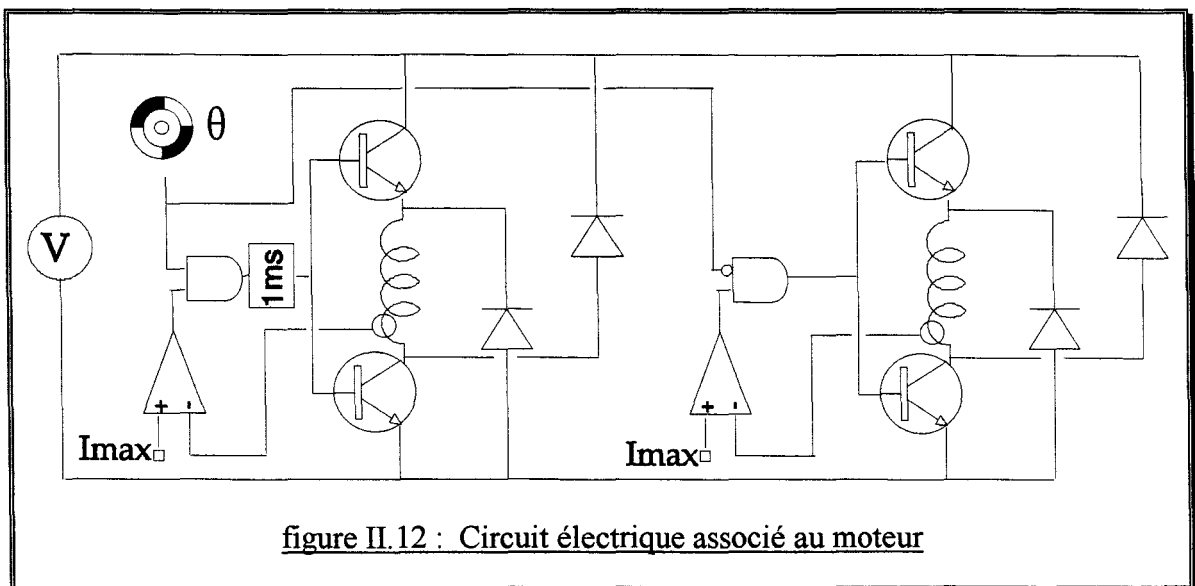 θ
V
1ms
+ -
Imax
+ -
Imax
figure II.12 : Circuit électrique associé au moteur